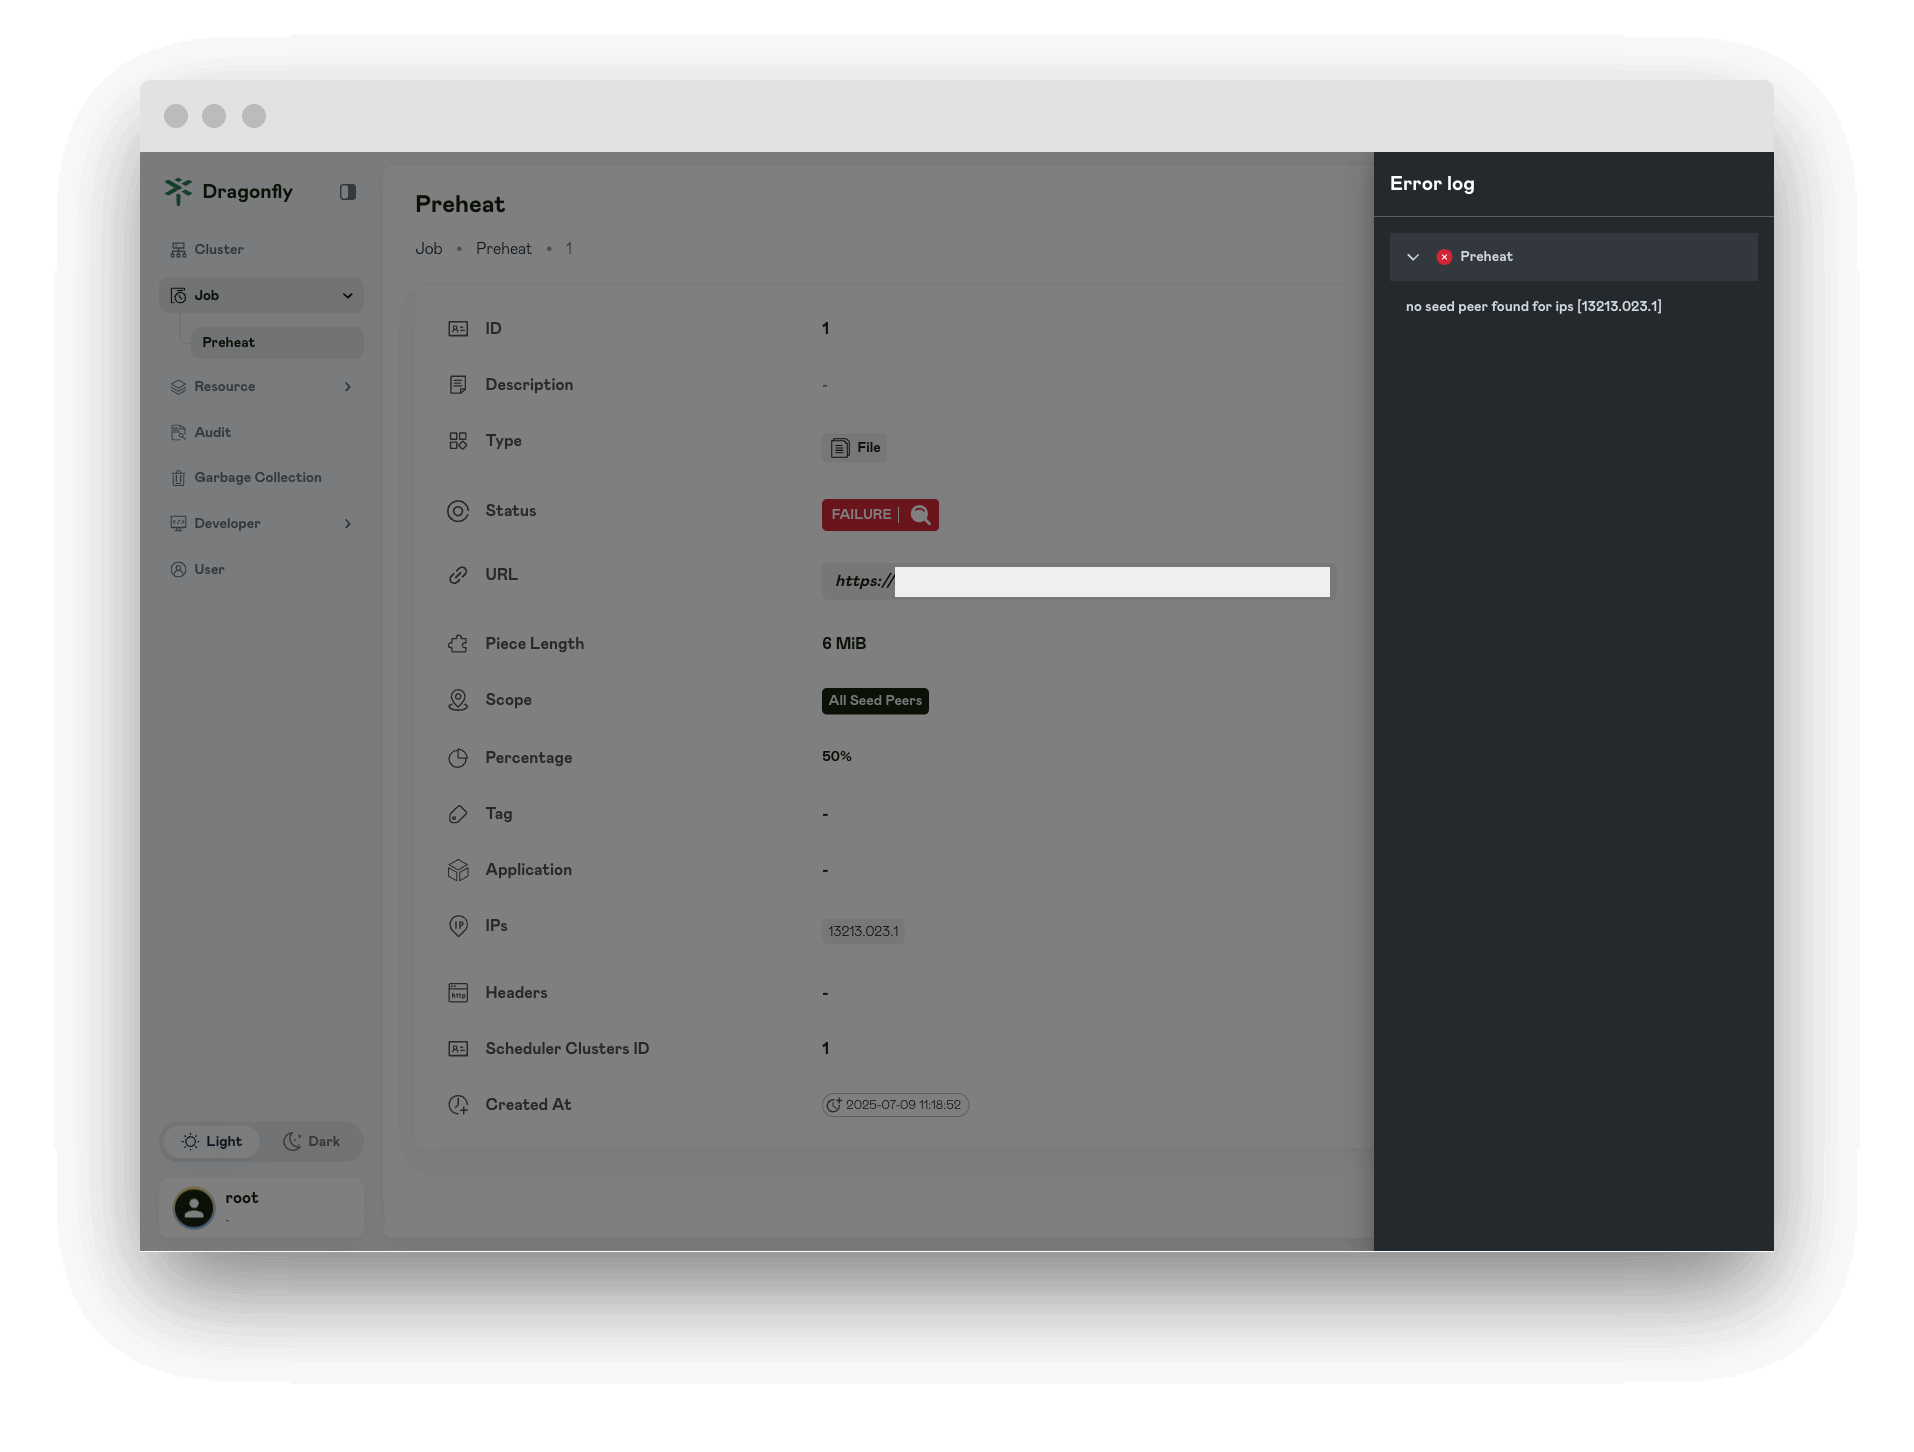 Dragonfly
Cluster
Job
Preheat
Resource
Audit
Garbage Collection
Developer
User
Light
Dark
root
-
Preheat
Job • Preheat • 1
ID 1
Description -
Type File
Status FAILURE |
URL https://
Piece Length 6 MiB
Scope All Seed Peers
Percentage 50%
Tag -
Application -
IP
IPs 13213.023.1
http
Headers -
Scheduler Clusters ID 1
Created At 2025-07-09 11:18:52
Error log
Preheat
no seed peer found for ips [13213.023.1]